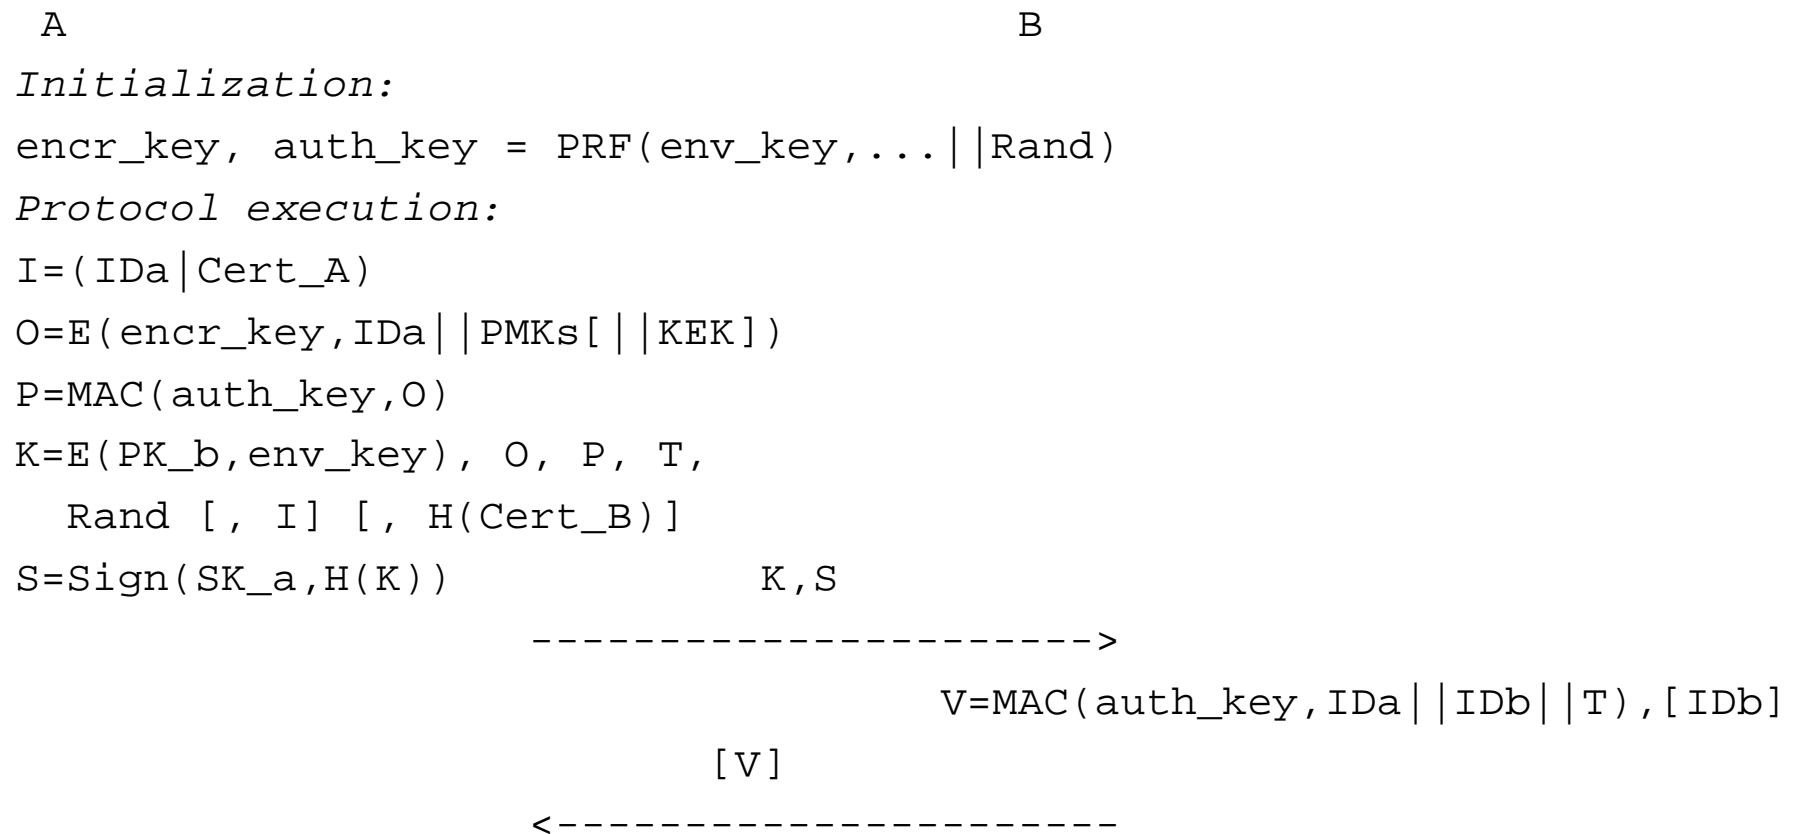 A B
Initialization:
encr_key, auth_key = PRF(env_key,...||Rand)
Protocol execution:
I=(IDa|Cert_A)
O=E(encr_key,IDa||PMKs[||KEK])
P=MAC(auth_key,O)
K=E(PK_b,env_key), O, P, T,
Rand [, I] [, H(Cert_B)]
S=Sign(SK_a,H(K)) K,S
---------------------->
V=MAC(auth_key,IDa||IDb||T),[IDb]
[V]
<----------------------